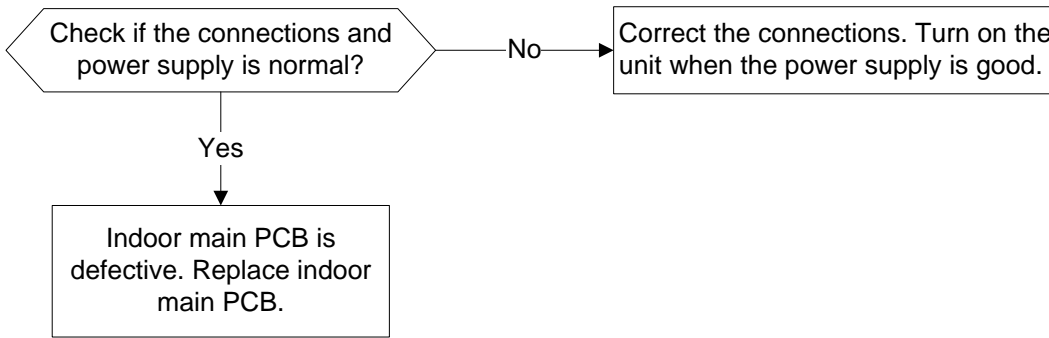 Check if the connections and
power supply is normal?
No
Correct the connections. Turn on the
unit when the power supply is good.
Yes
Indoor main PCB is
defective. Replace indoor
main PCB.